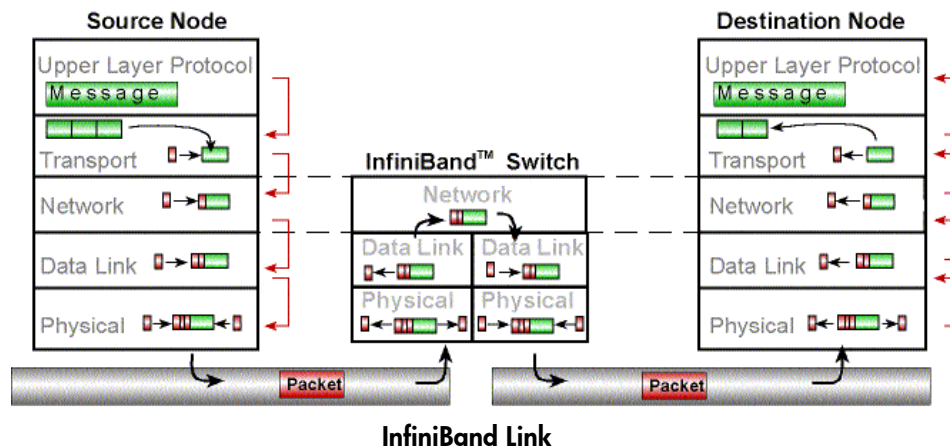 Source Node
Upper Layer Protocol
Message
Transport
Network
Data Link
Physical
InfiniBand™ Switch
Network
Data Link
Data Link
Physical
Physical
Destination Node
Upper Layer Protocol
Message
Transport
Network
Data Link
Physical
Packet
Packet
InfiniBand Link